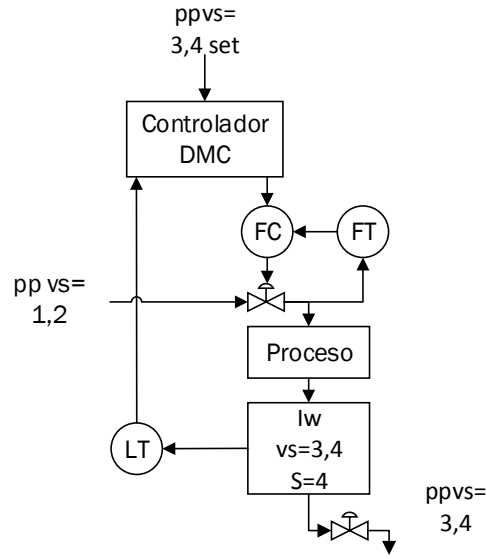 ppvs=
3,4 set
Controlador
DMC
FC
FT
pp vs=
1,2
Proceso
Iw
vs=3,4
S=4
LT
ppvs=
3,4